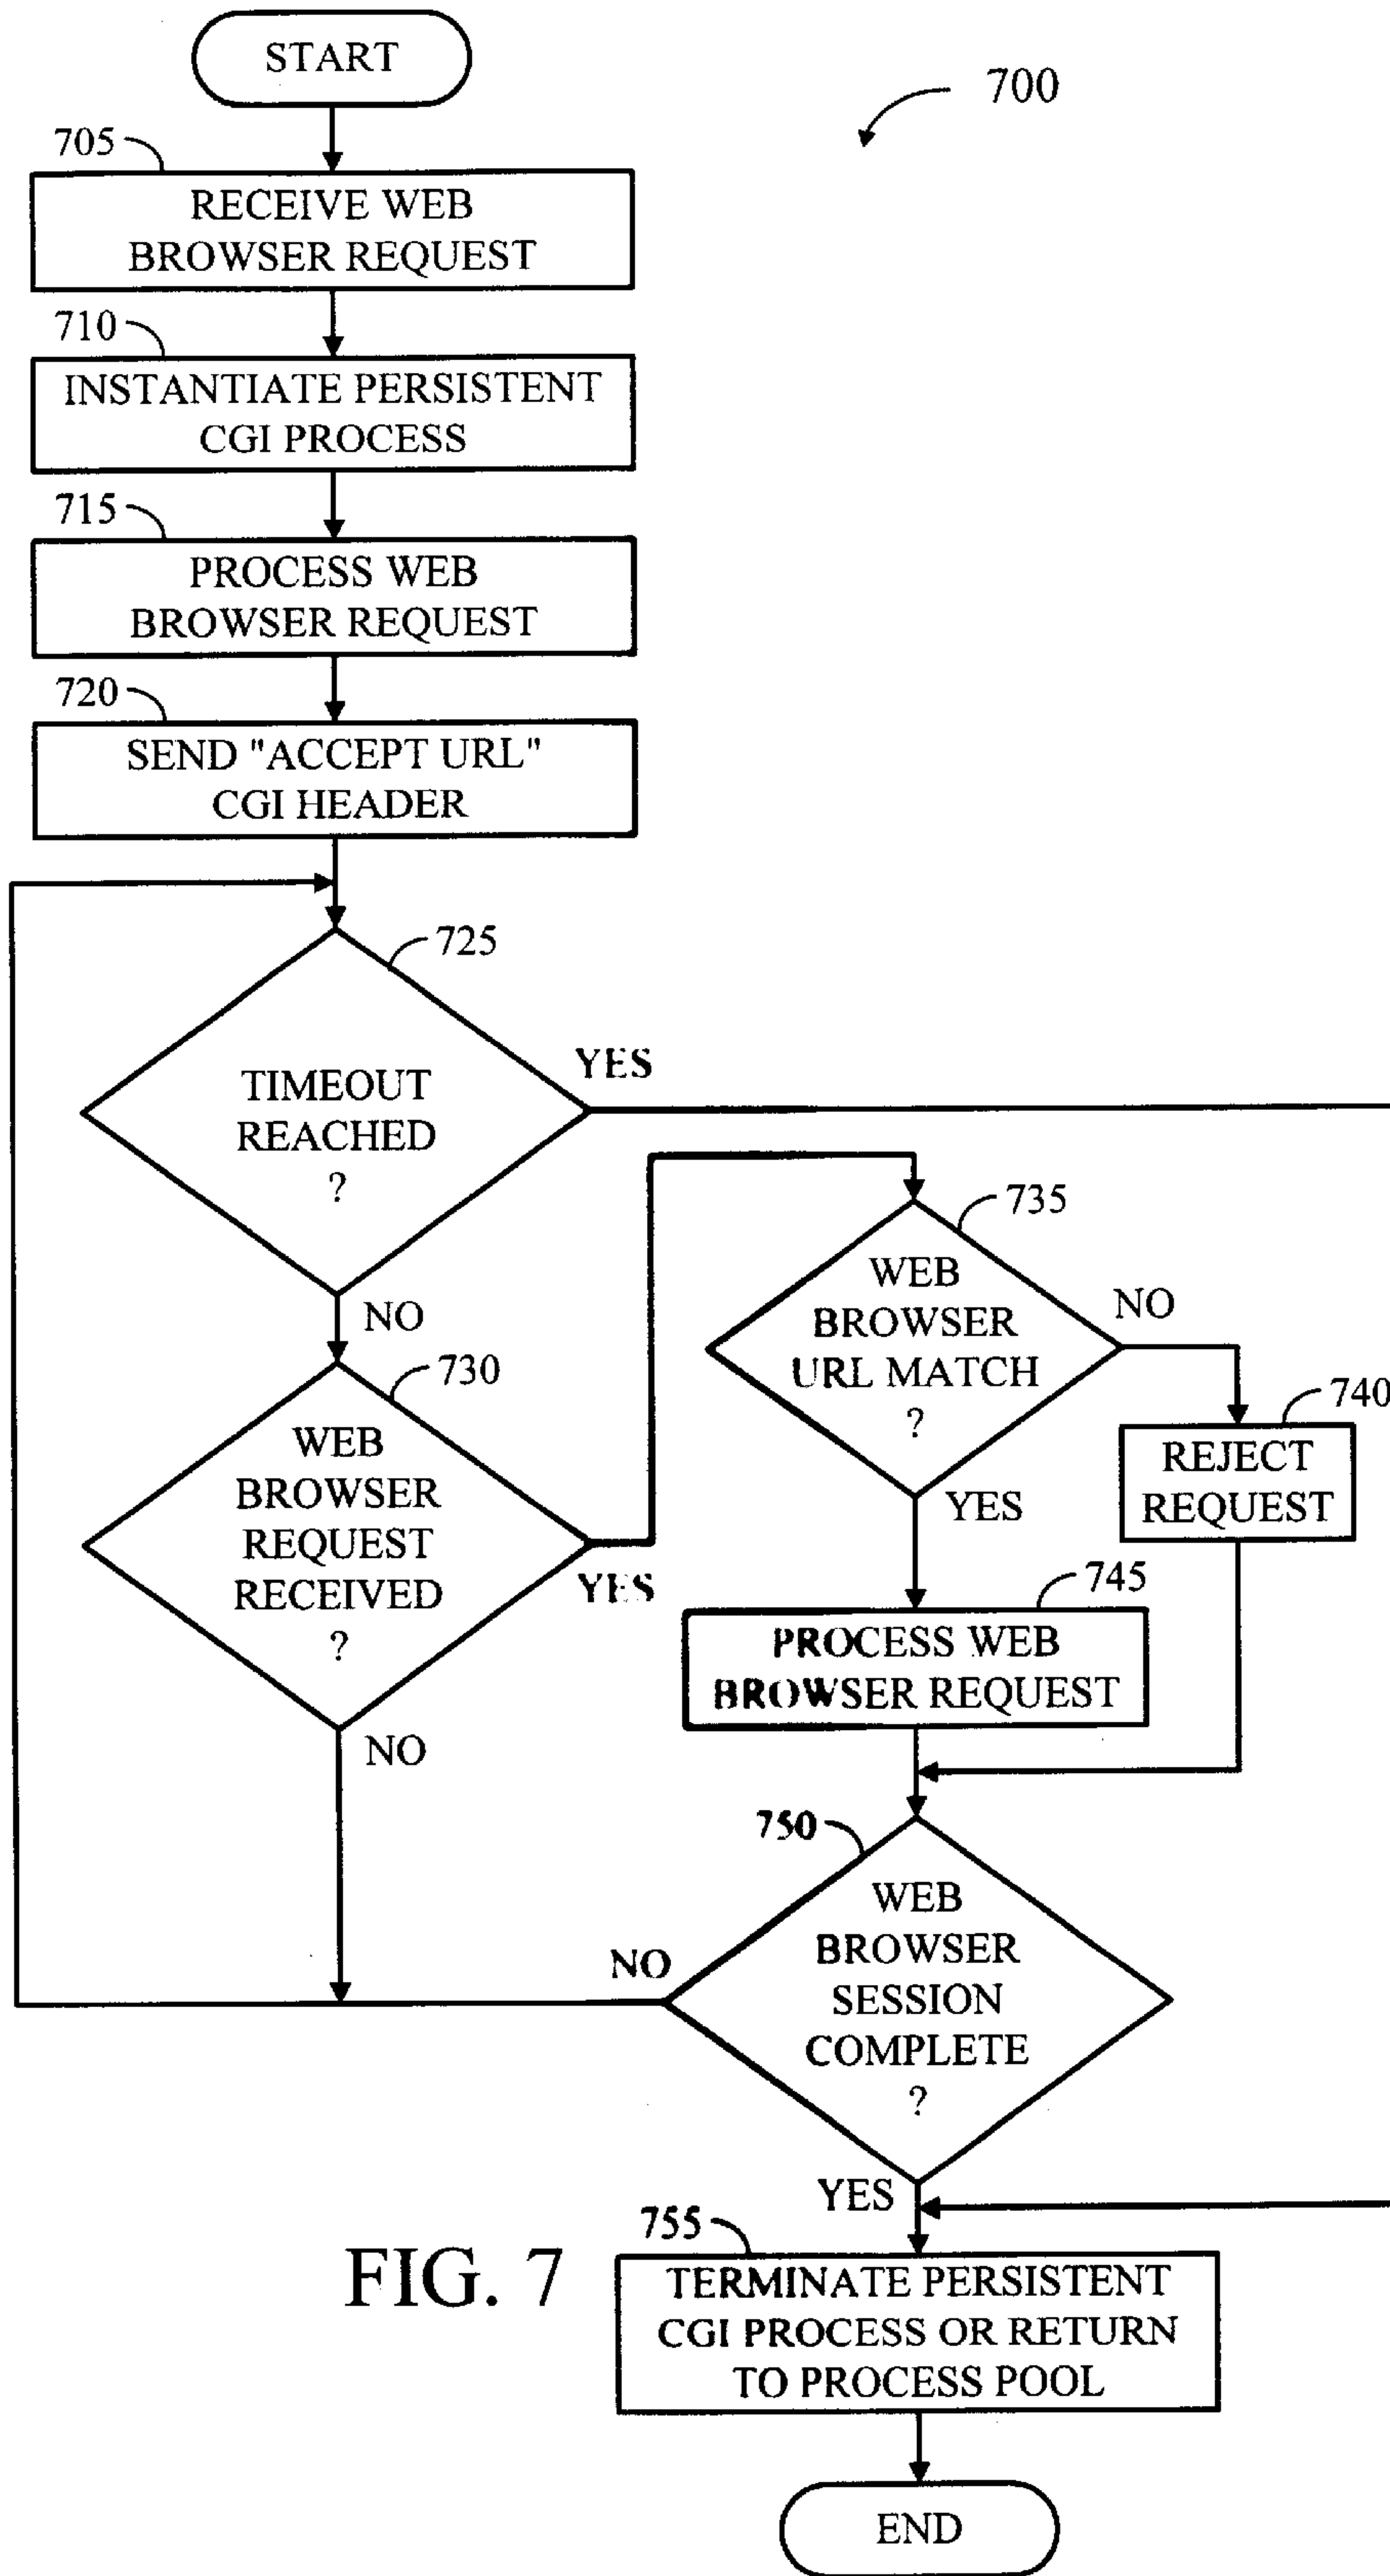 START
700
705
RECEIVE WEB
BROWSER REQUEST
710
INSTANTIATE PERSISTENT
CGI PROCESS
715
PROCESS WEB
BROWSER REQUEST
720
SEND "ACCEPT URL"
CGI HEADER
725
TIMEOUT
REACHED
?
YES
NO
730
WEB
BROWSER
REQUEST
RECEIVED
?
YES
NO
735
WEB
BROWSER
URL MATCH
?
NO
YES
740
REJECT
REQUEST
745
PROCESS WEB
BROWSER REQUEST
750
WEB
BROWSER
SESSION
COMPLETE
?
NO
YES
755
TERMINATE PERSISTENT
CGI PROCESS OR RETURN
TO PROCESS POOL
END
FIG. 7